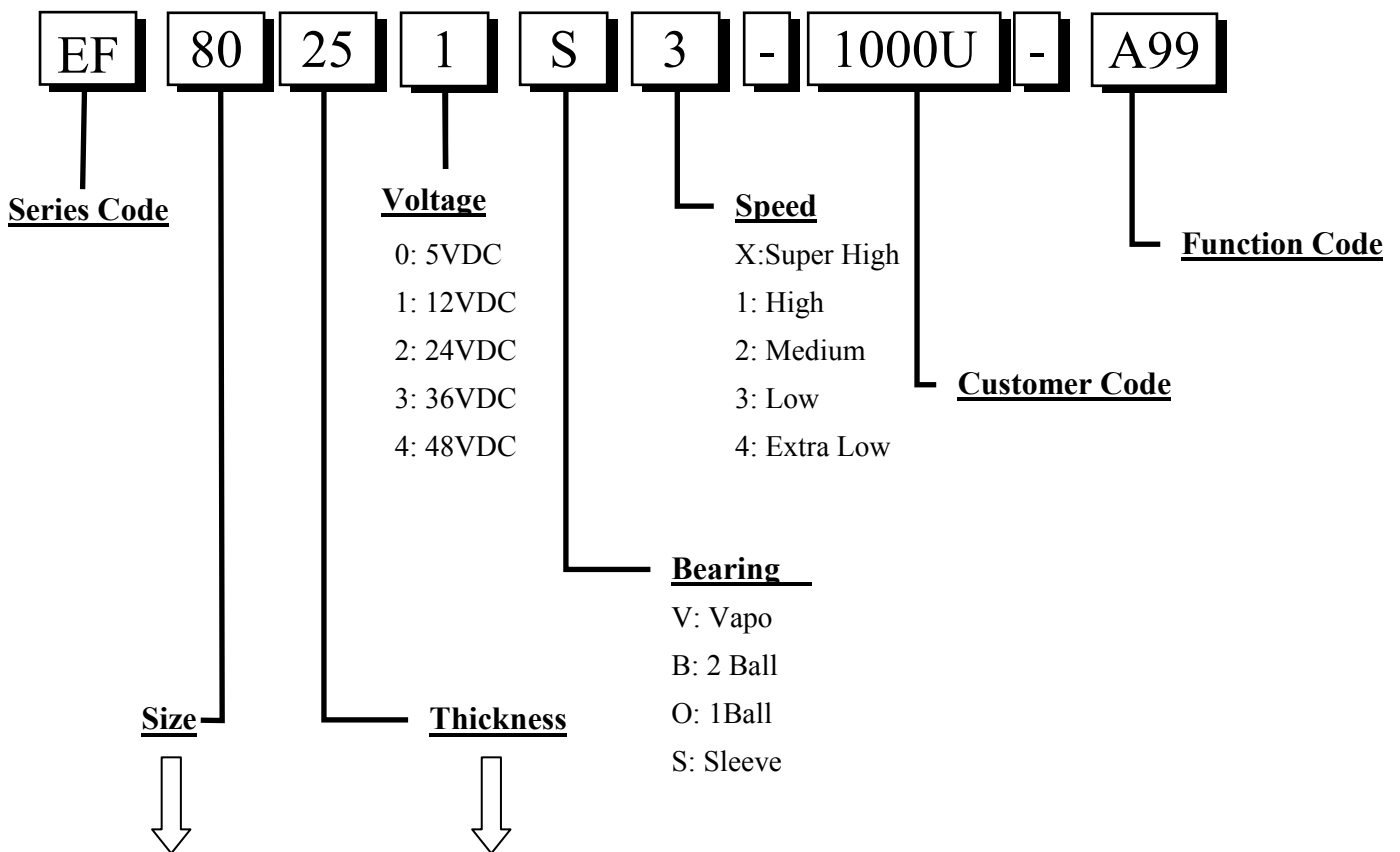 EF 80 25 1 S 3 - 1000U - A99
Series Code
Voltage
0: 5VDC
1: 12VDC
2: 24VDC
3: 36VDC
4: 48VDC
Speed
X:Super High
1: High
2: Medium
3: Low
4: Extra Low
Function Code
Customer Code
Bearing
V: Vapo
B: 2 Ball
O: 1Ball
S: Sleeve
Size
Thickness